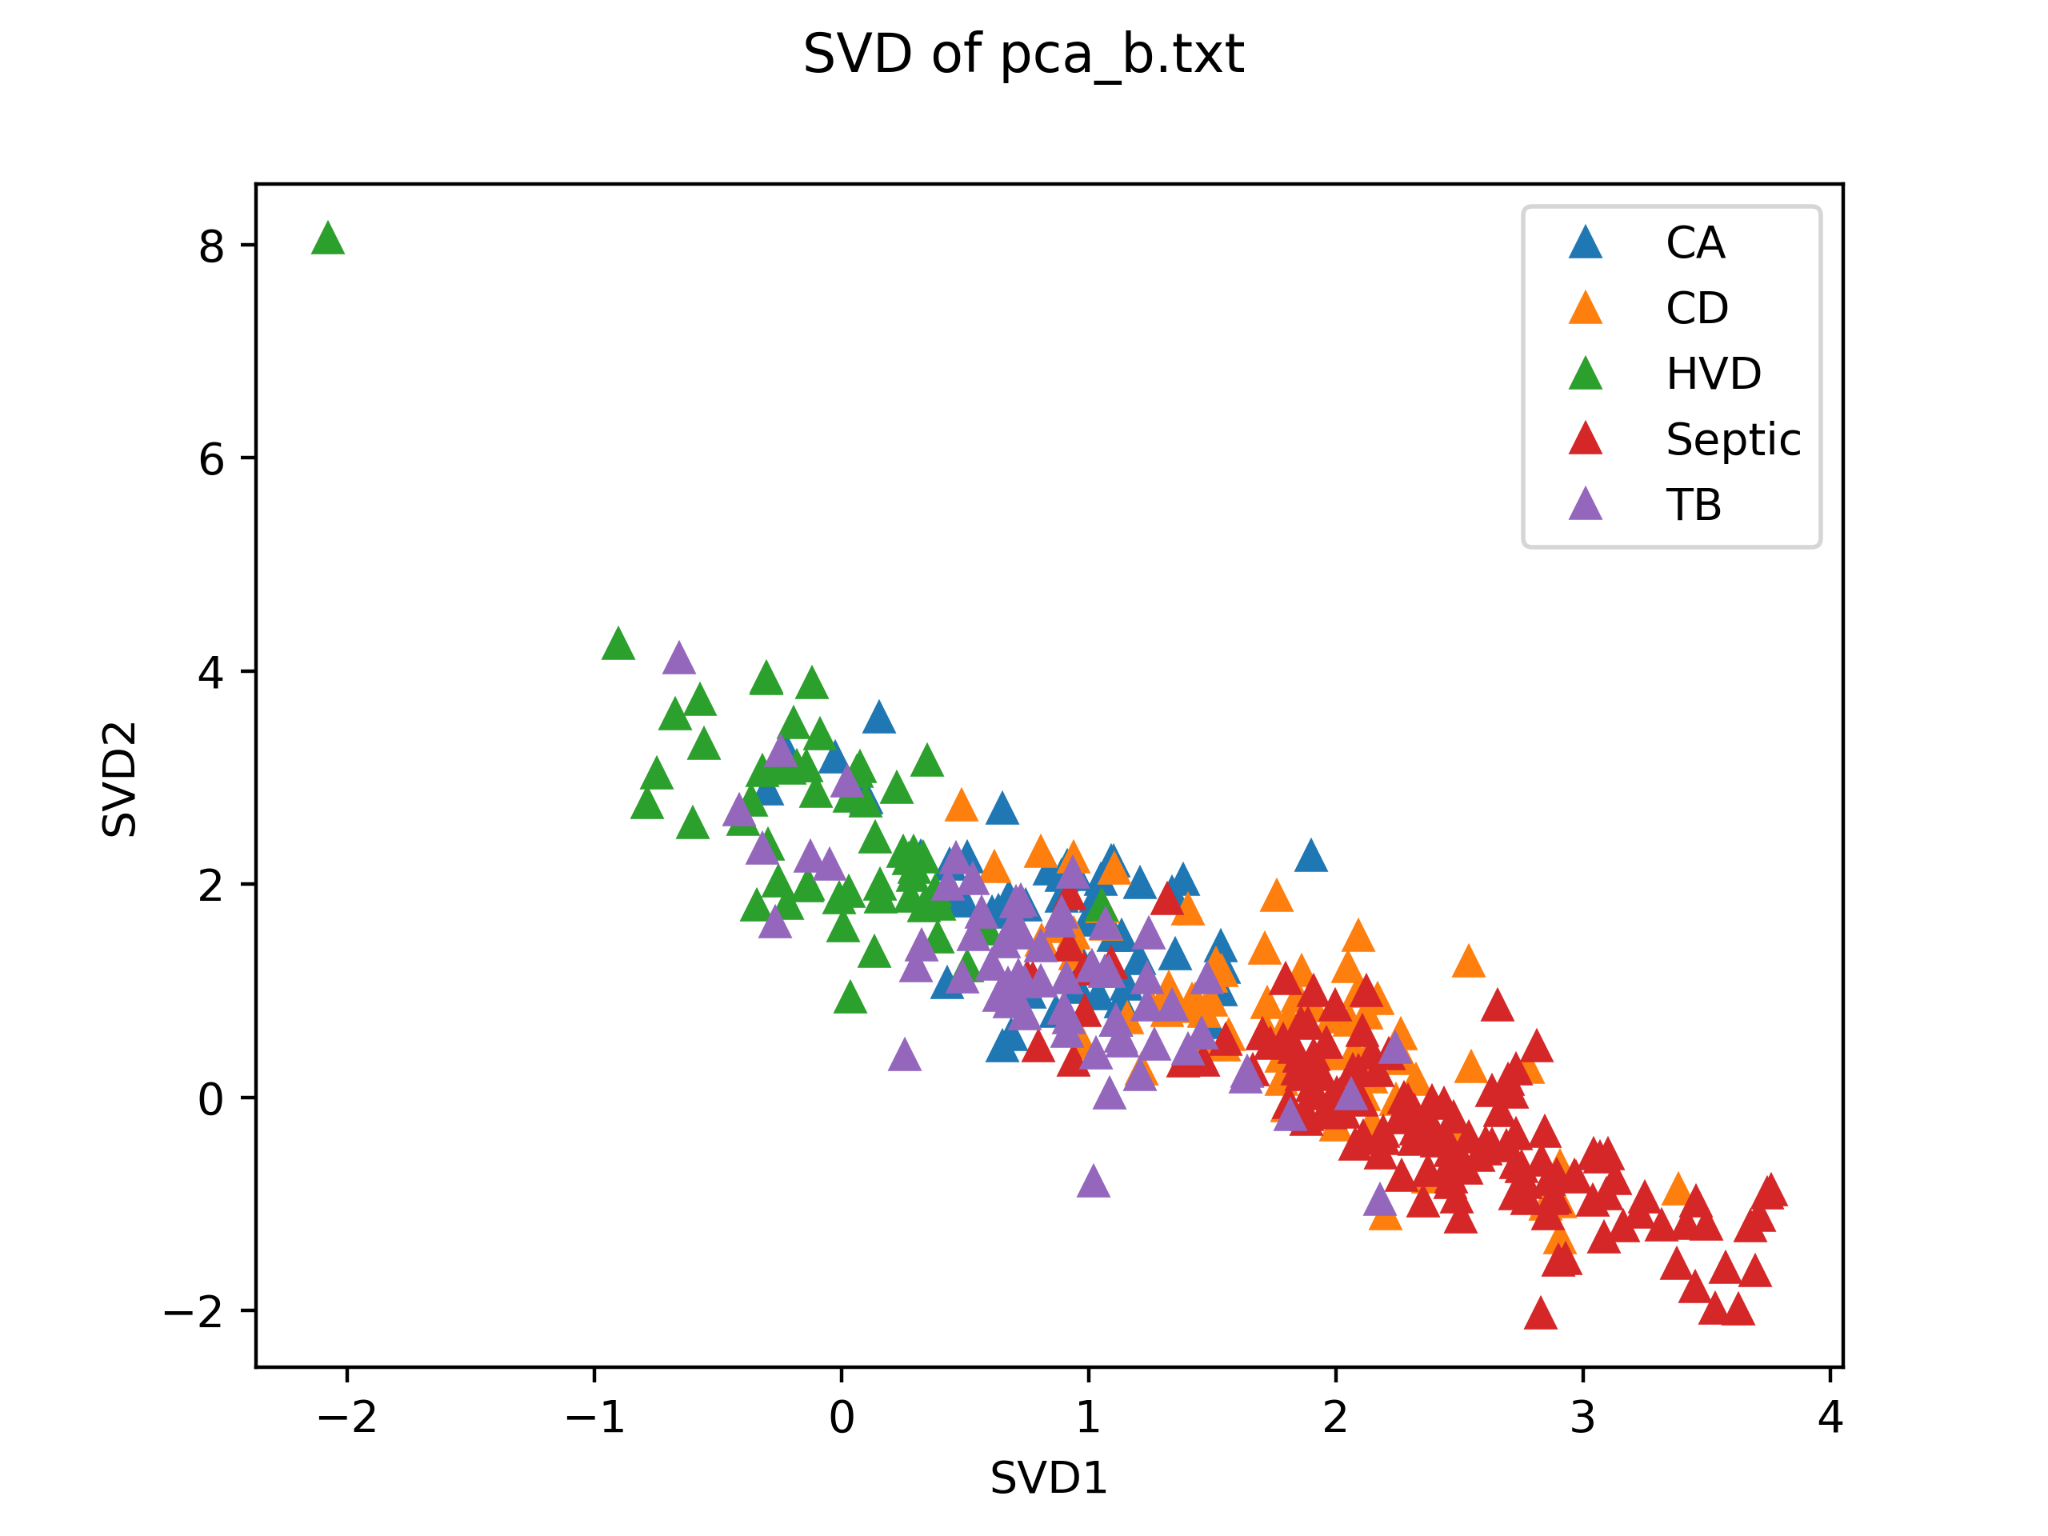 SVD of pca_b.txt
8
6
4
2
0
−2
SVD2
−2 −1 0 1 2 3 4
SVD1
CA
CD
HVD
Septic
TB